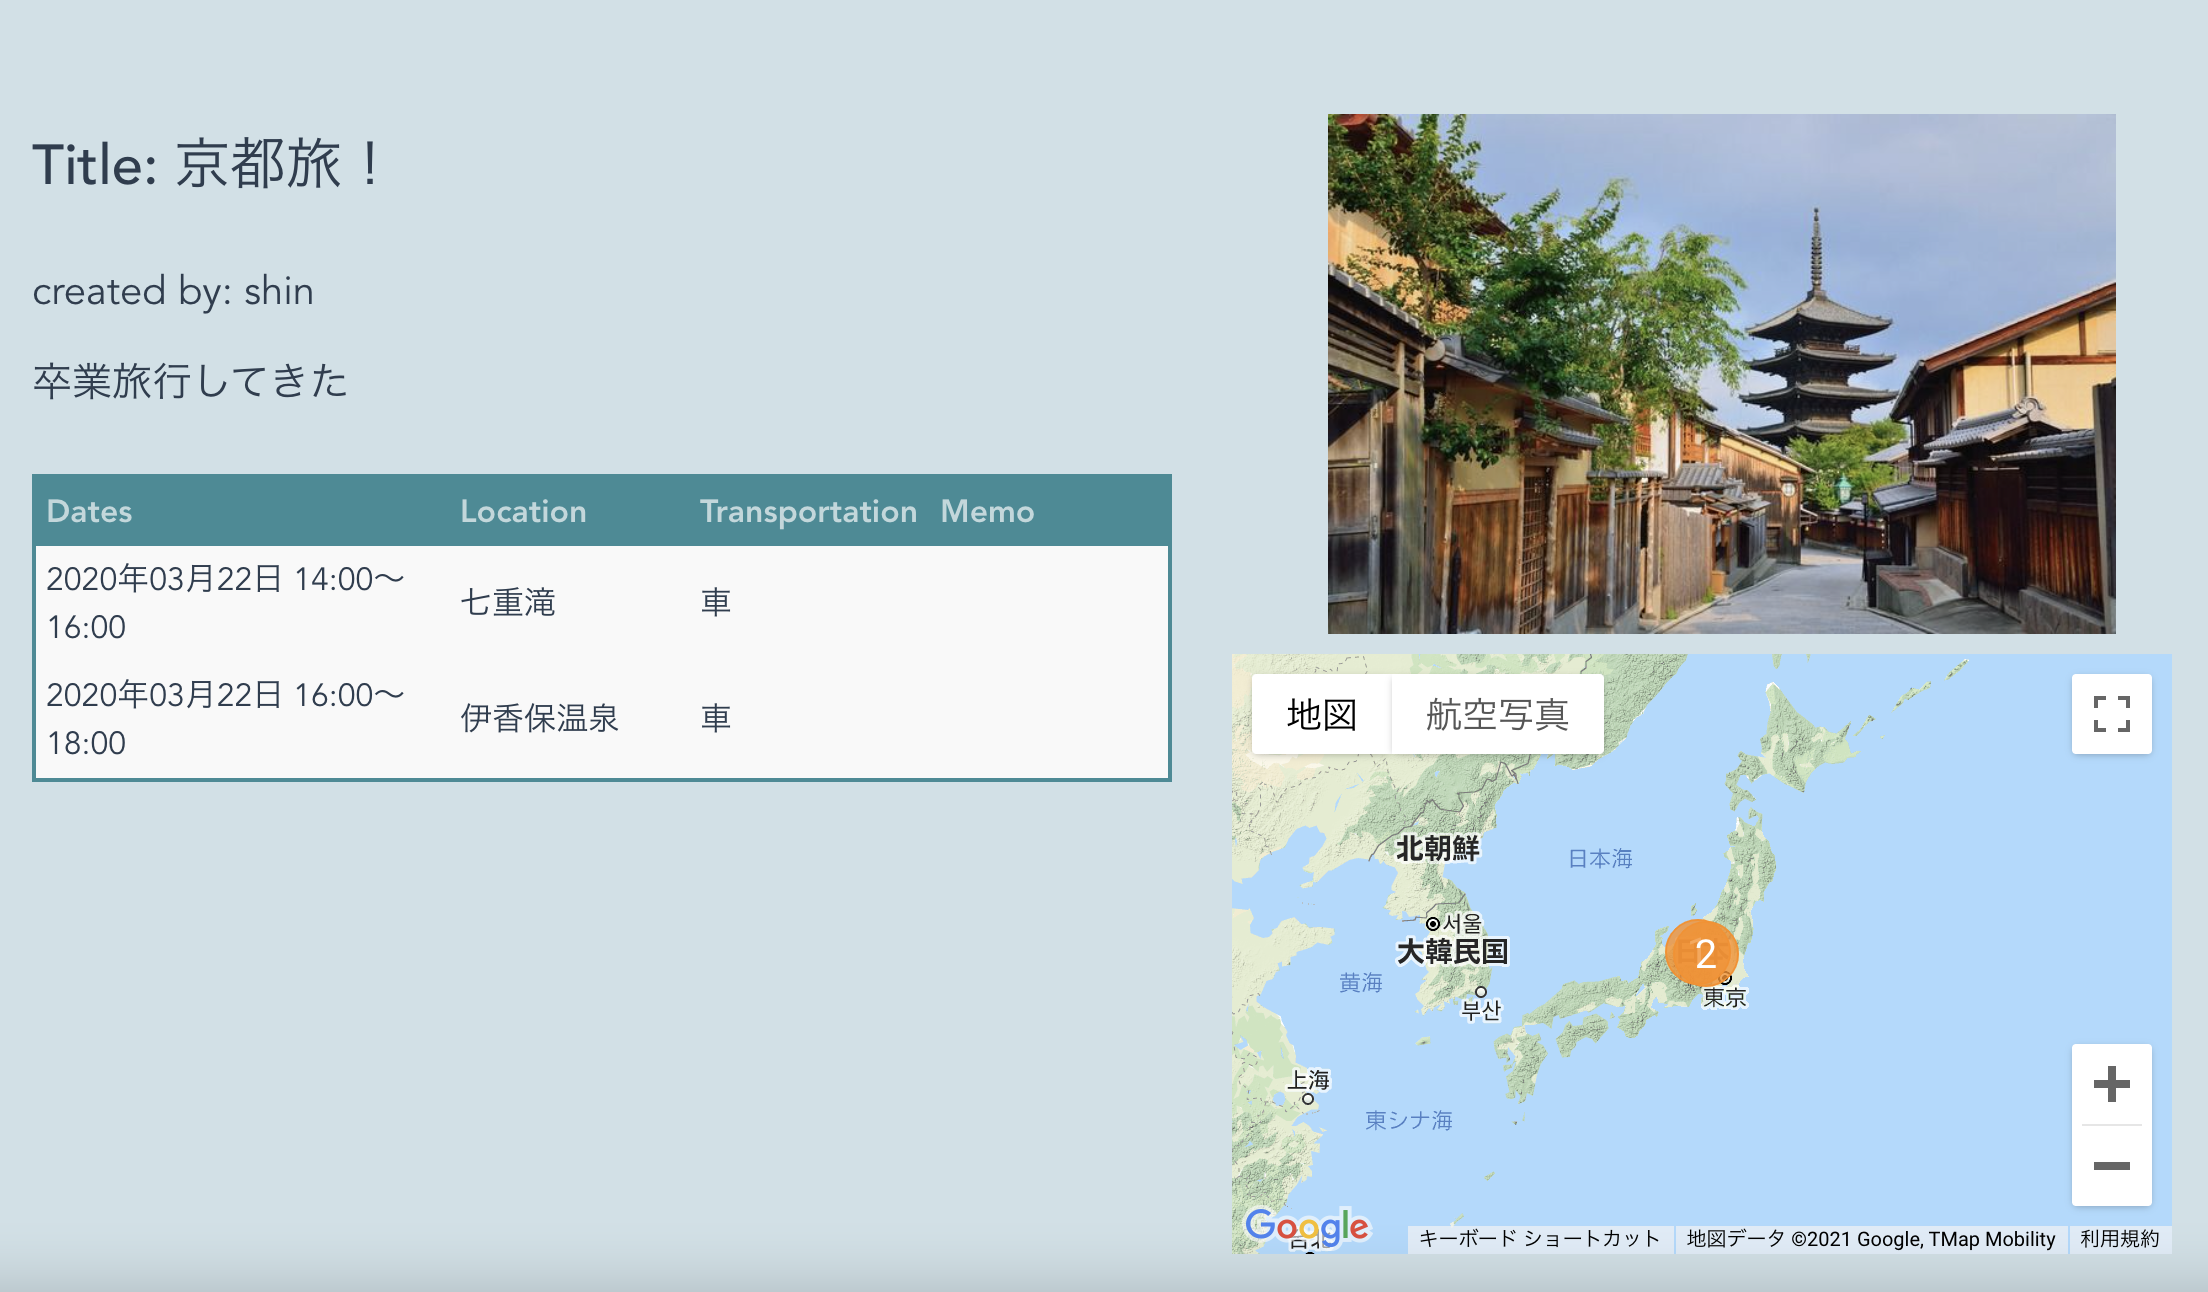 Title: 京都旅！
created by: shin
卒業旅行してきた
Dates Location Transportation Memo
2020年03月22日 14:00〜
16:00
七重滝
車
2020年03月22日 16:00〜
18:00
伊香保温泉
車
地図 航空写真
北朝鮮
日本海
서울
大韓民国
2
黄海
부산
東京
上海
東シナ海
Google
キーボード ショートカット
地図データ ©2021 Google, TMap Mobility
利用規約